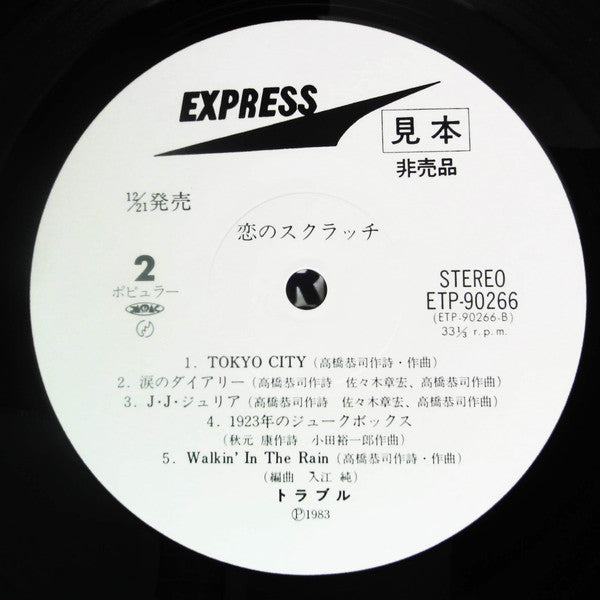 EXPRESS
見本
非売品
12/21発売
恋のスクラッチ
2
ポピュラー
STEREO
ETP-90266
(ETP-90266-B)
33⅓ r.p.m.
1. TOKYO CITY (高橋恭司作詩・作曲)
2. 涙のダイアリー (高橋恭司作詩 佐々木章宏、高橋恭司作曲)
3. J・J・ジュリア (高橋恭司作詩 佐々木章宏、高橋恭司作曲)
4. 1923年のジュークボックス
(秋元 康作詩 小田裕一郎作曲)
5. Walkin' In The Rain (高橋恭司作詩・作曲)
(編曲 入江 純)
トラブル
Ⓟ1983